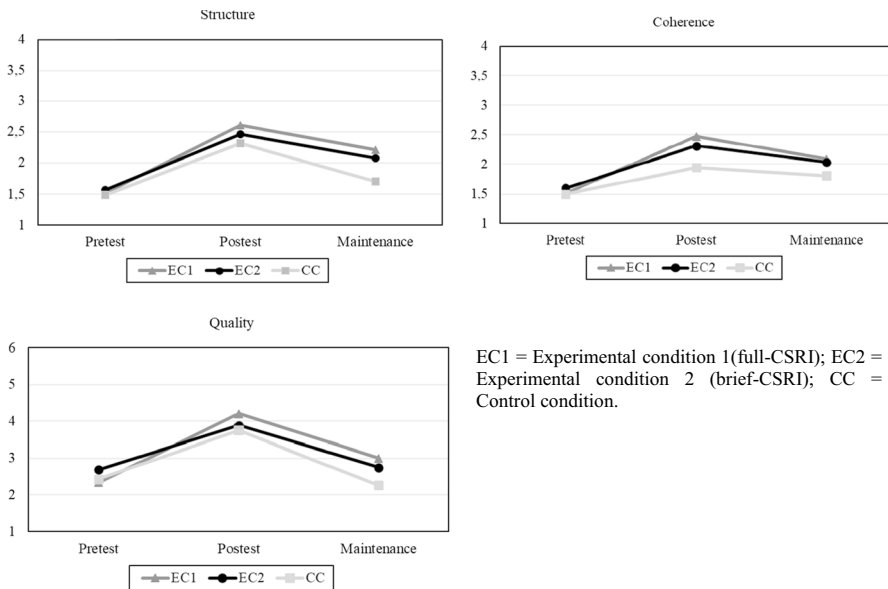 Structure
4
3,5
3
2,5
2
1,5
1
Pretest Postest Maintenance
EC1 EC2 CC
Coherence
4
3,5
3
2,5
2
1,5
1
Pretest Postest Maintenance
EC1 EC2 CC
Quality
6
5
4
3
2
1
Pretest Postest Maintenance
EC1 EC2 CC
EC1 = Experimental condition 1(full-CSRI); EC2 =
Experimental condition 2 (brief-CSRI); CC =
Control condition.